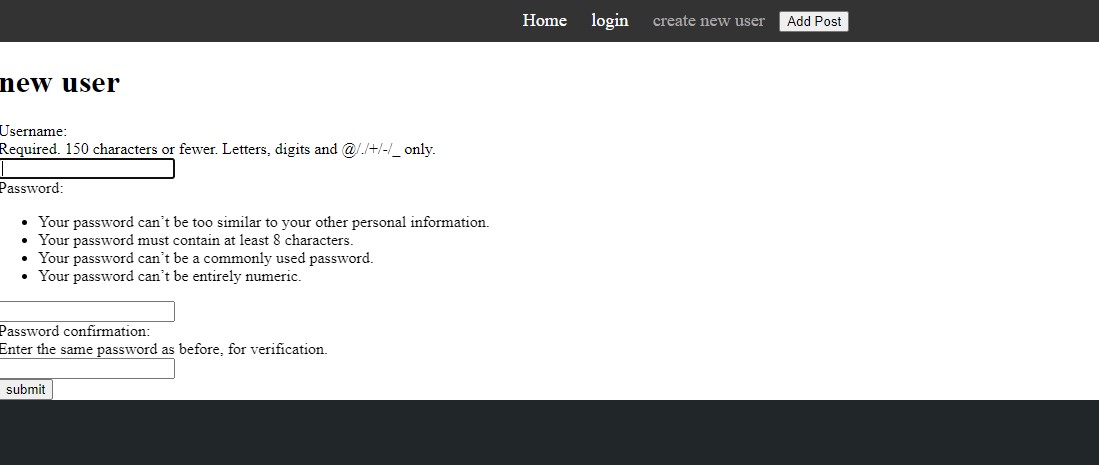 Home login create new user Add Post
new user
Username:
Required. 150 characters or fewer. Letters, digits and @/./+/-/_ only.
Password:
Your password can’t be too similar to your other personal information.
Your password must contain at least 8 characters.
Your password can’t be a commonly used password.
Your password can’t be entirely numeric.
Password confirmation:
Enter the same password as before, for verification.
submit